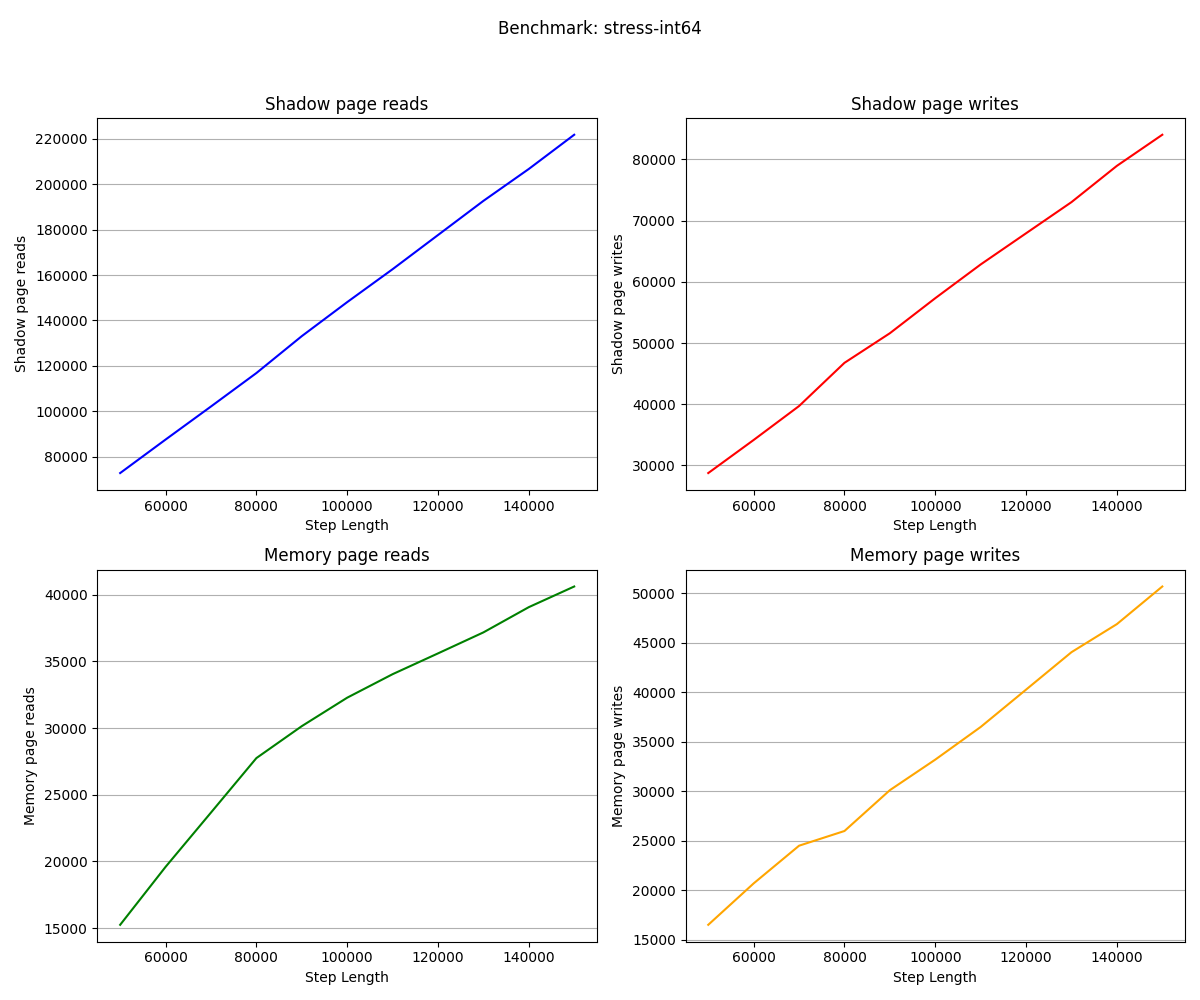 Benchmark: stress-int64
Shadow page reads
Shadow page reads
220000
200000
180000
160000
140000
120000
100000
80000
60000 80000 100000 120000 140000
Step Length
Shadow page writes
Shadow page writes
80000
70000
60000
50000
40000
30000
60000 80000 100000 120000 140000
Step Length
Memory page reads
Memory page reads
40000
35000
30000
25000
20000
15000
60000 80000 100000 120000 140000
Step Length
Memory page writes
Memory page writes
50000
45000
40000
35000
30000
25000
20000
15000
60000 80000 100000 120000 140000
Step Length